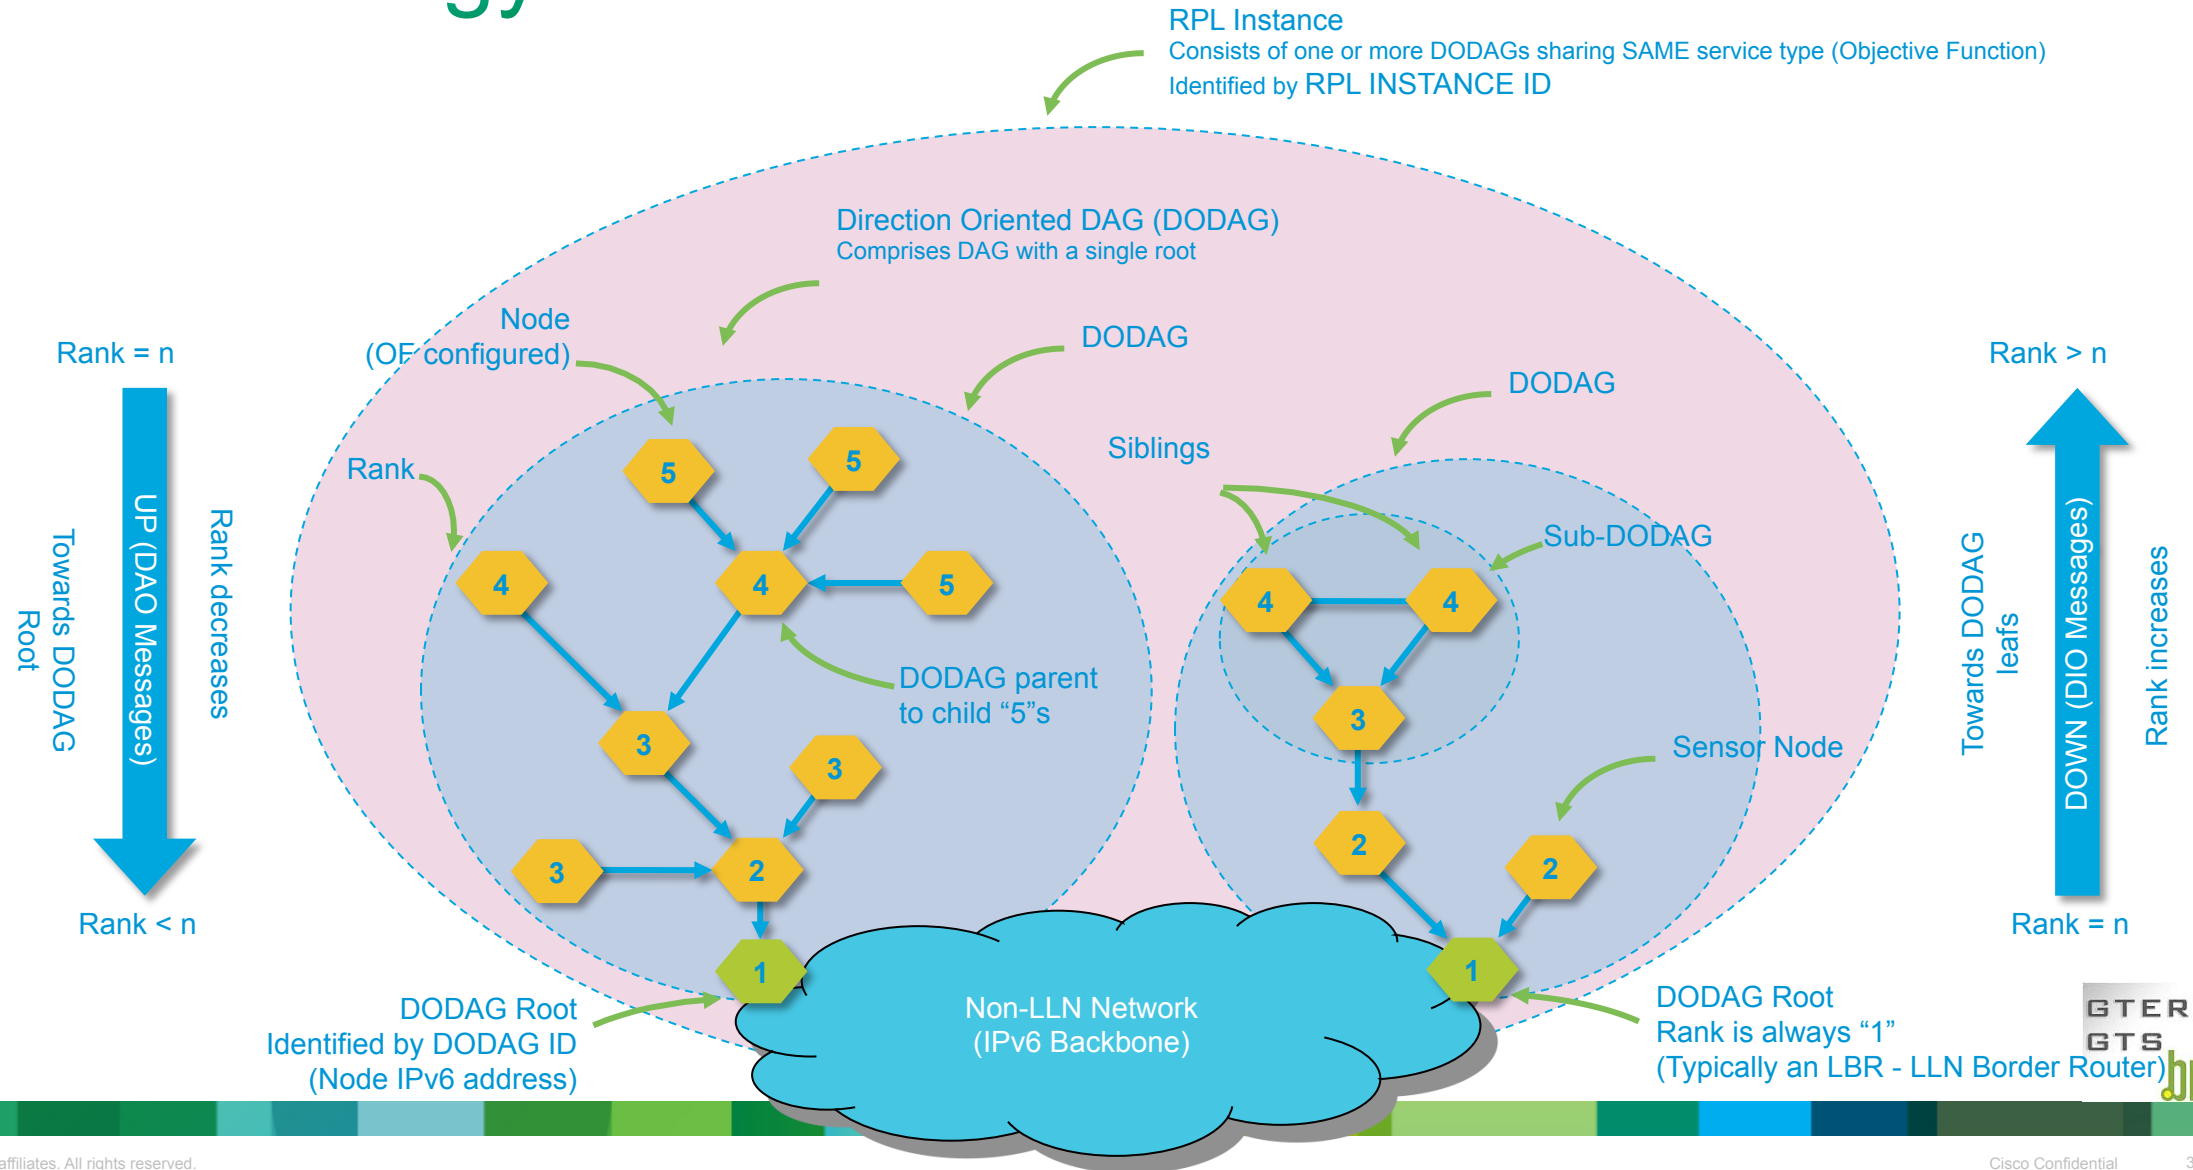 RPL Instance
Consists of one or more DODAGs sharing SAME service type (Objective Function)
Identified by RPL INSTANCE ID
Direction Oriented DAG (DODAG)
Comprises DAG with a single root
Node
(OF configured)
DODAG
DODAG
Rank = n
Rank > n
Siblings
Rank
5
5
UP (DAO Messages)
Towards DODAG
Root
Rank decreases
Sub-DODAG
4
4
5
4
4
Towards DODAG
leafs
DOWN (DIO Messages)
Rank increases
DODAG parent
to child “5”s
3
3
3
Sensor Node
3
2
2
2
Rank < n
Rank = n
1
1
DODAG Root
Identified by DODAG ID
(Node IPv6 address)
Non-LLN Network
(IPv6 Backbone)
DODAG Root
Rank is always “1”
(Typically an LBR - LLN Border Router)
GTER
GTS
.br
affiliates. All rights reserved.
Cisco Confidential
3